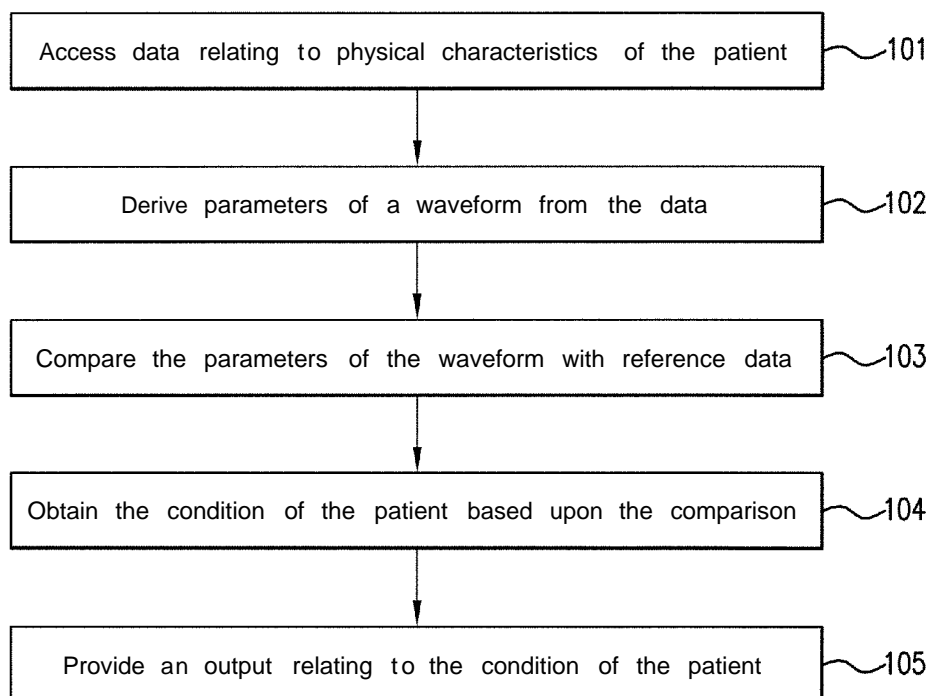 Access data relating to physical characteristics of the patient 101
Derive parameters of a waveform from the data 102
Compare the parameters of the waveform with reference data 103
Obtain the condition of the patient based upon the comparison 104
Provide an output relating to the condition of the patient 105